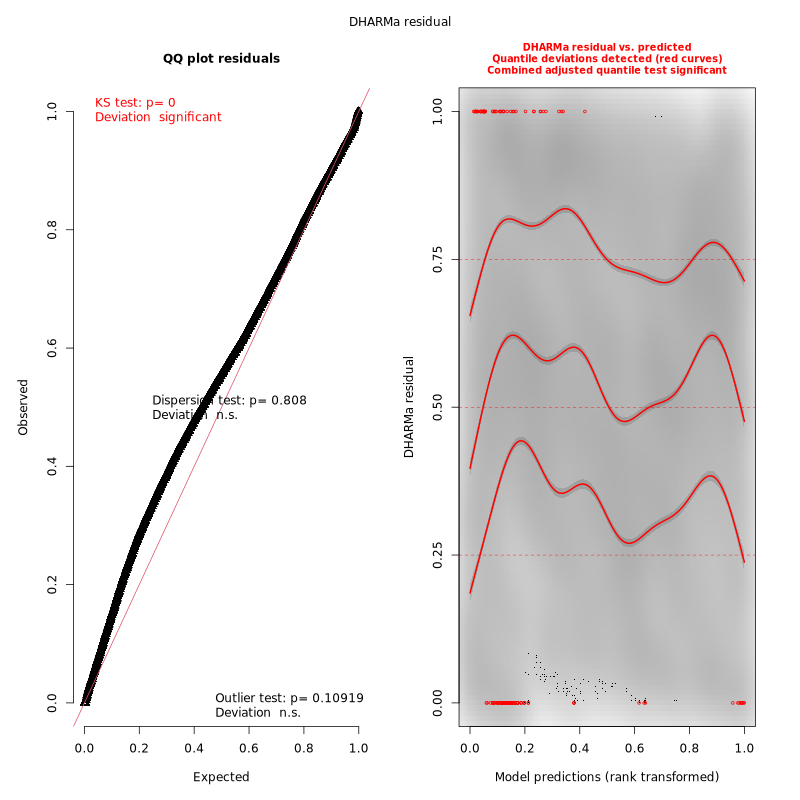 DHARMa residual
QQ plot residuals
KS test: p= 0
Deviation significant
Dispersion test: p= 0.808
Deviation n.s.
Outlier test: p= 0.10919
Deviation n.s.
Observed
0.0
0.2
0.4
0.6
0.8
1.0
0.0
0.2
0.4
0.6
0.8
1.0
Expected
DHARMa residual vs. predicted
Quantile deviations detected (red curves)
Combined adjusted quantile test significant
DHARMa residual
0.00
0.25
0.50
0.75
1.00
0.0
0.2
0.4
0.6
0.8
1.0
Model predictions (rank transformed)